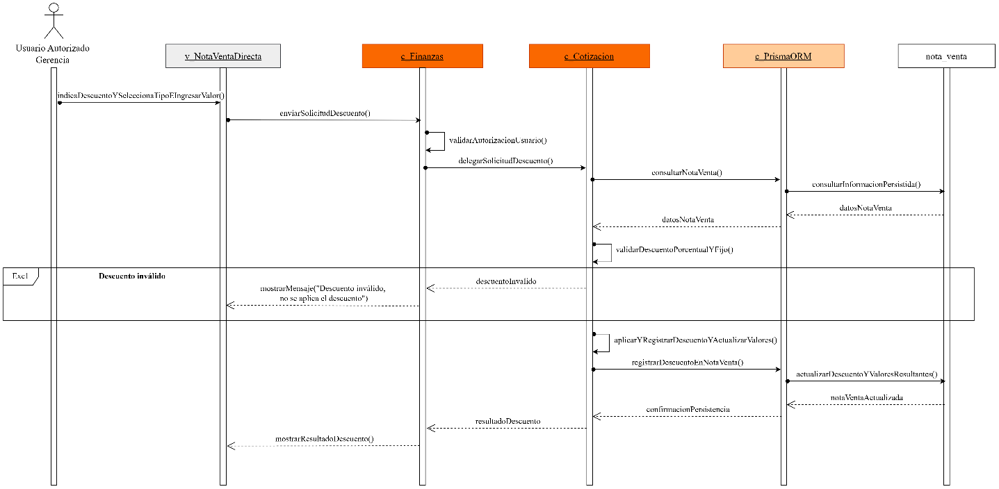 Usuario Autorizado
Gerencia
v_NotaVentaDirecta
c_Finanzas
c_Cotizacion
c_PrismaORM
nota_venta
indicaDescuentoYSeleccionaTipoEIngresarValor()
enviarSolicitudDescuento()
validarAutorizacionUsuario()
delegarSolicitudDescuento()
consultarNotaVenta()
consultarInformacionPersistida()
datosNotaVenta
datosNotaVenta
validarDescuentoPorcentualYFijo()
Exc1
Descuento inválido
descuentoInvalido
mostrarMensaje("Descuento inválido,
no se aplica el descuento")
aplicarYRegistrarDescuentoYActualizarValores()
registrarDescuentoEnNotaVenta()
actualizarDescuentoYValoresResultantes()
notaVentaActualizada
confirmacionPersistencia
resultadoDescuento
mostrarResultadoDescuento()